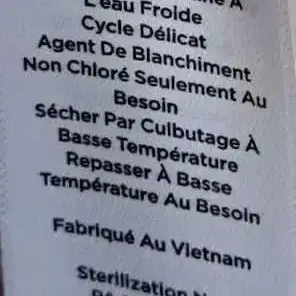 L'eau Froide
Cycle Délicat
Agent De Blanchiment
Non Chloré Seulement Au
Besoin
Sécher Par Culbutage À
Basse Température
Repasser À Basse
Température Au Besoin
Fabriqué Au Vietnam
Sterilization